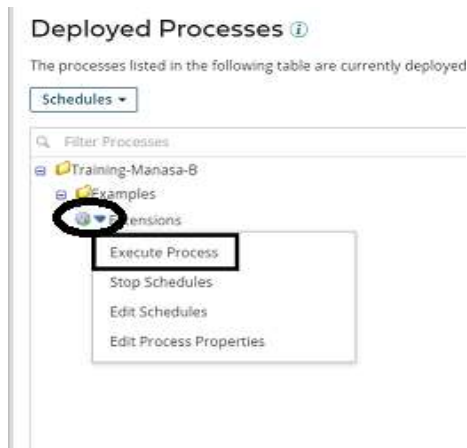 Deployed Processes
The processes listed in the following table are currently deployed
Schedules
Filter Processes
Training-Manasa-B
Examples
Extensions
Execute Process
Stop Schedules
Edit Schedules
Edit Process Properties